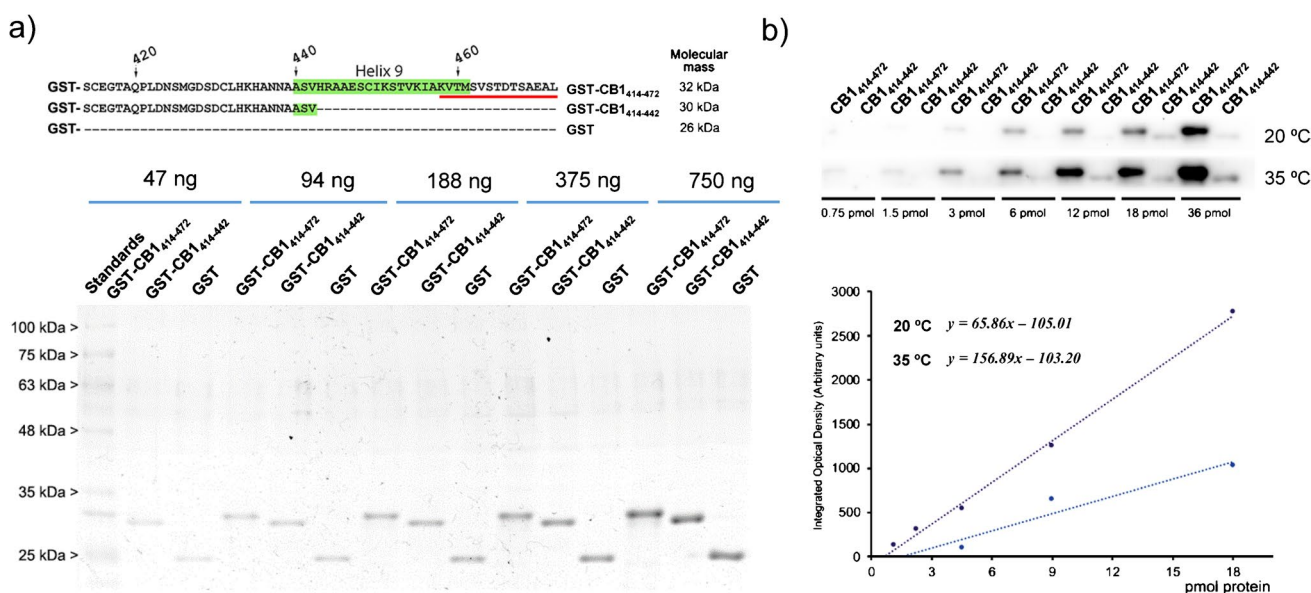 a)
420 440 460
Helix 9
Molecular mass
GST- SCEGTAQPLDNSMGDSDCLHKHANNAASVHRAAESCIKSTVKIAKVTMSVSTDTSAEAL GST-CB1414-472 32 kDa
GST- SCEGTAQPLDNSMGDSDCLHKHANNAASV------------------------------ GST-CB1414-442 30 kDa
GST- ----------------------------------------------------------- GST 26 kDa
47 ng 94 ng 188 ng 375 ng 750 ng
Standards GST-CB1414-472 GST-CB1414-442 GST GST-CB1414-472 GST-CB1414-442 GST GST-CB1414-472 GST-CB1414-442 GST GST-CB1414-472 GST-CB1414-442 GST GST-CB1414-472 GST-CB1414-442 GST
100 kDa >
75 kDa >
63 kDa >
48 kDa >
35 kDa >
25 kDa >
b)
CB1414-472 CB1414-442 CB1414-472 CB1414-442 CB1414-472 CB1414-442 CB1414-472 CB1414-442 CB1414-472 CB1414-442 CB1414-472 CB1414-442 CB1414-472 CB1414-442
20 ºC
35 ºC
0.75 pmol 1.5 pmol 3 pmol 6 pmol 12 pmol 18 pmol 36 pmol
20 ºC y = 65.86x – 105.01
35 ºC y = 156.89x – 103.20
Integrated Optical Density (Arbitrary units)
3000
2500
2000
1500
1000
500
0
0 3 6 9 12 15 18
pmol protein